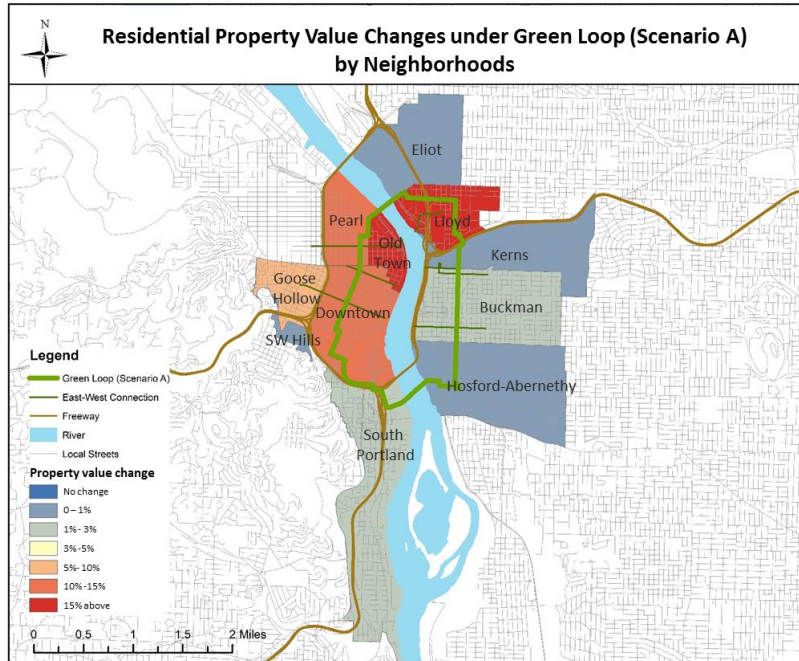 N
Residential Property Value Changes under Green Loop (Scenario A)
by Neighborhoods
Eliot
Pearl
Lloyd
Old
Town
Kerns
Goose
Hollow
Buckman
Downtown
SW Hills
Hosford-Abernethy
South
Portland
Legend
Green Loop (Scenario A)
East-West Connection
Freeway
River
Local Streets
Property value change
No change
0 – 1%
1% - 3%
3% -5%
5%- 10%
10%-15%
15% above
0 0.5 1 1.5 2 Miles